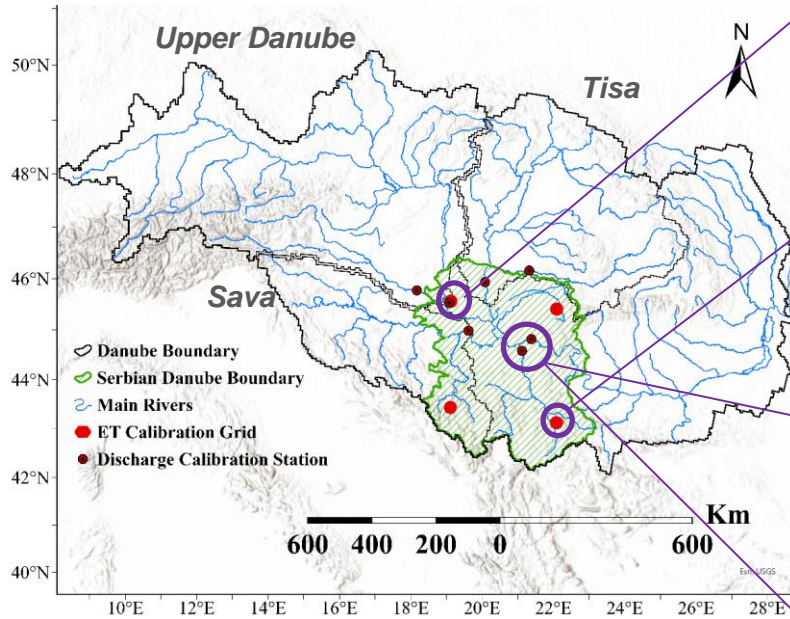 Upper Danube
N
Tisa
50°N
48°N
46°N
44°N
42°N
40°N
Sava
Danube Boundary
Serbian Danube Boundary
Main Rivers
ET Calibration Grid
Discharge Calibration Station
Km
600 400 200 0 600
Esri, USGS
10°E 12°E 14°E 16°E 18°E 20°E 22°E 24°E 26°E 28°E